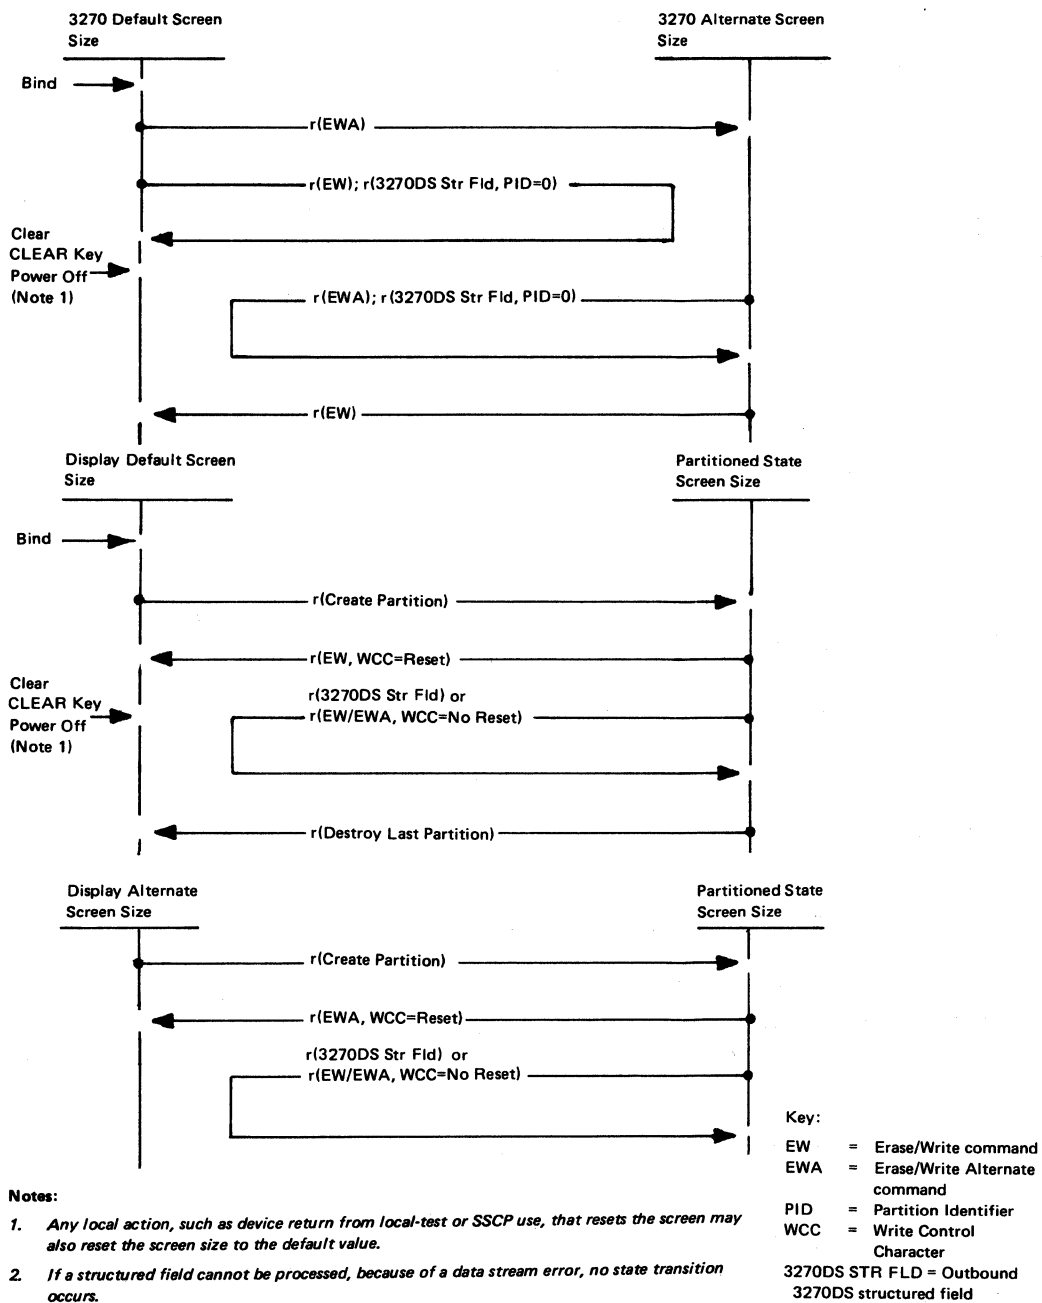 3270 Default Screen
Size
3270 Alternate Screen
Size
Bind
r(EWA)
r(EW); r(3270DS Str Fld, PID=0)
Clear
CLEAR Key
Power Off
(Note 1)
r(EWA); r(3270DS Str Fld, PID=0)
r(EW)
Display Default Screen
Size
Partitioned State
Screen Size
Bind
r(Create Partition)
r(EW, WCC=Reset)
Clear
CLEAR Key
Power Off
(Note 1)
r(3270DS Str Fld) or
r(EW/EWA, WCC=No Reset)
r(Destroy Last Partition)
Display Alternate
Screen Size
Partitioned State
Screen Size
r(Create Partition)
r(EWA, WCC=Reset)
r(3270DS Str Fld) or
r(EW/EWA, WCC=No Reset)
Key:
EW = Erase/Write command
EWA = Erase/Write Alternate
command
PID = Partition Identifier
WCC = Write Control
Character
3270DS STR FLD = Outbound
3270DS structured field
Notes:
1. Any local action, such as device return from local-test or SSCP use, that resets the screen may
also reset the screen size to the default value.
2. If a structured field cannot be processed, because of a data stream error, no state transition
occurs.